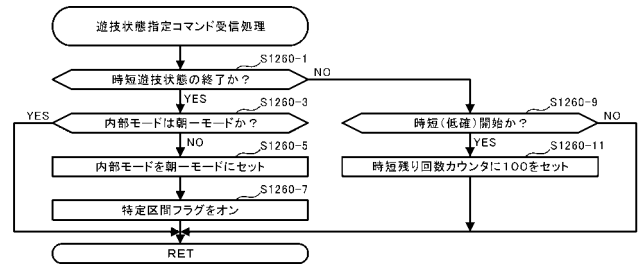 遊技状態指定コマンド受信処理
S1260-1
時短遊技状態の終了か？
NO
YES
S1260-3
YES
内部モードは朝一モードか？
NO
S1260-5
内部モードを朝一モードにセット
S1260-7
特定区間フラグをオン
S1260-9
時短(低確)開始か？
NO
YES
S1260-11
時短残り回数カウンタに100をセット
RET